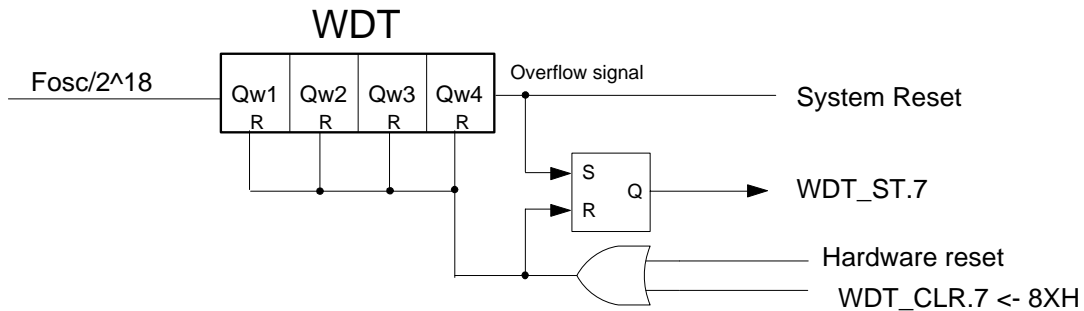 WDT
Fosc/2^18
Qw1 Qw2 Qw3 Qw4
R R R R
Overflow signal
System Reset
S
R
Q
WDT_ST.7
Hardware reset
WDT_CLR.7 <- 8XH